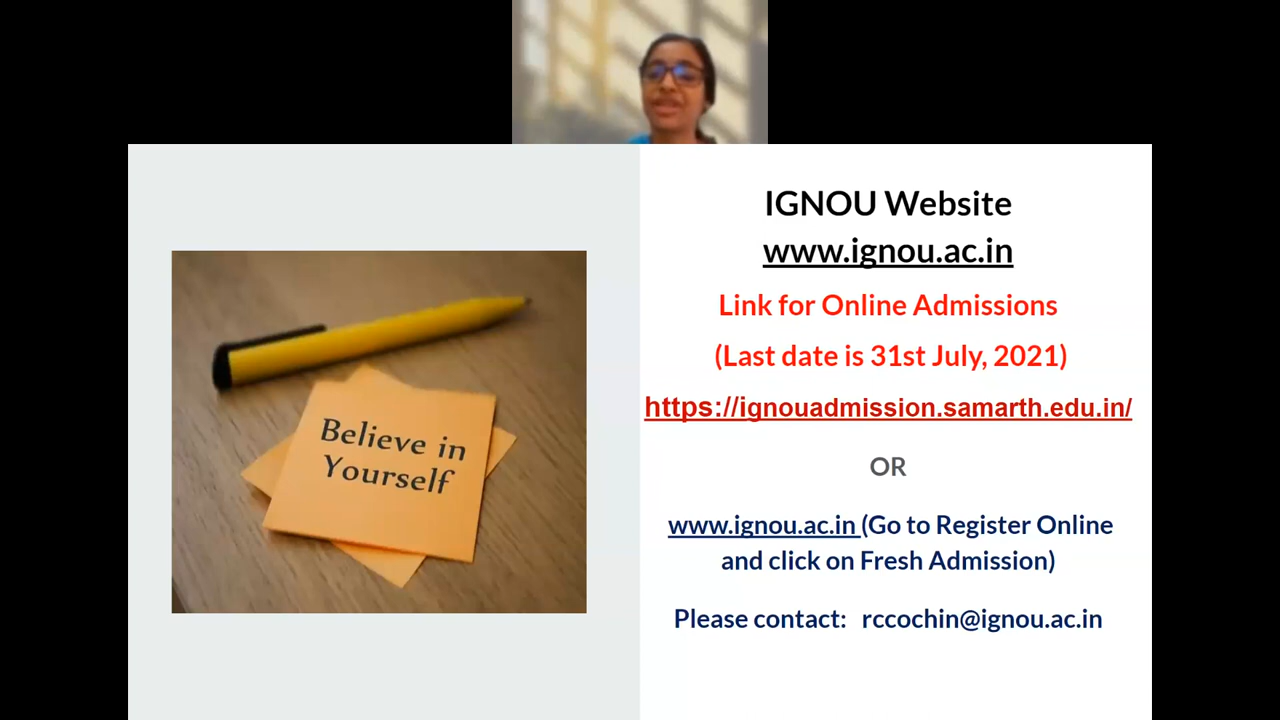 Believe in
Yourself
IGNOU Website
www.ignou.ac.in
Link for Online Admissions
(Last date is 31st July, 2021)
https://ignouadmission.samarth.edu.in/
OR
www.ignou.ac.in (Go to Register Online
and click on Fresh Admission)
Please contact: rccochin@ignou.ac.in